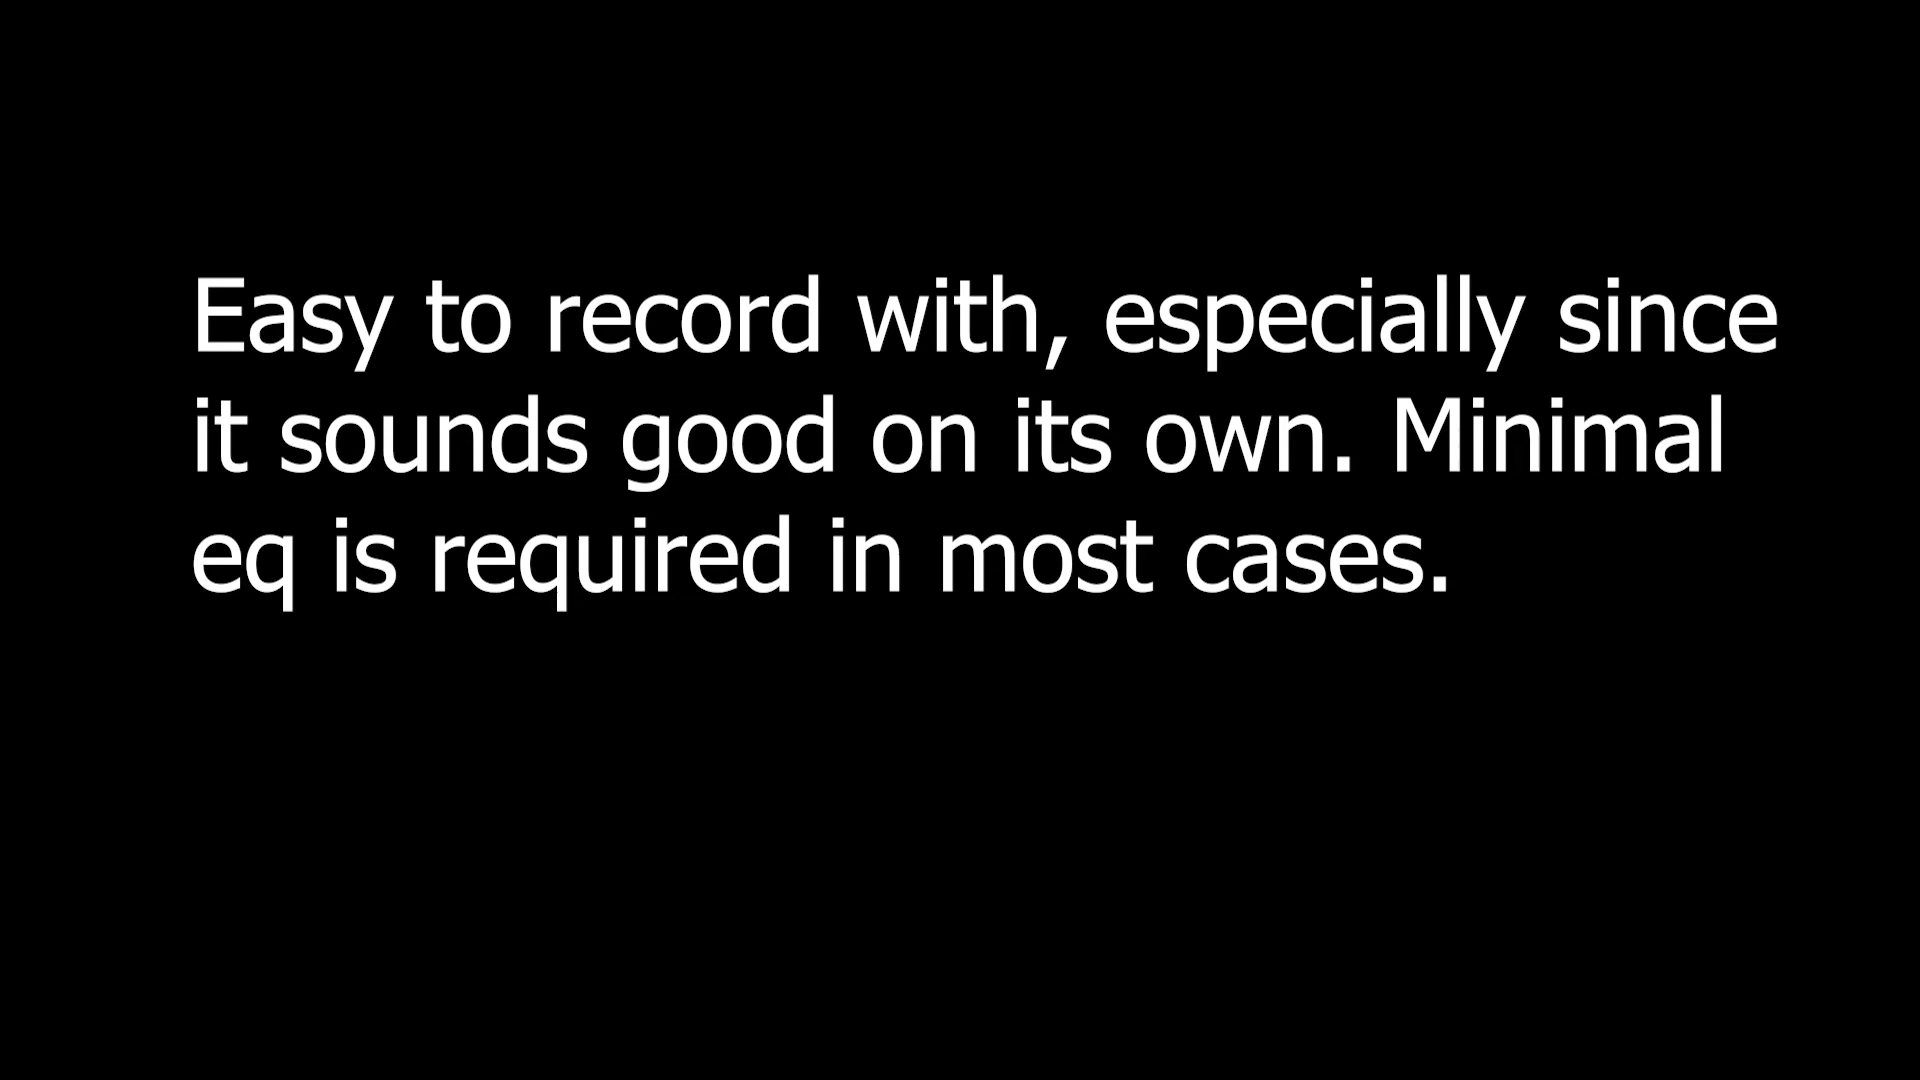 Easy to record with, especially since
it sounds good on its own. Minimal
eq is required in most cases.